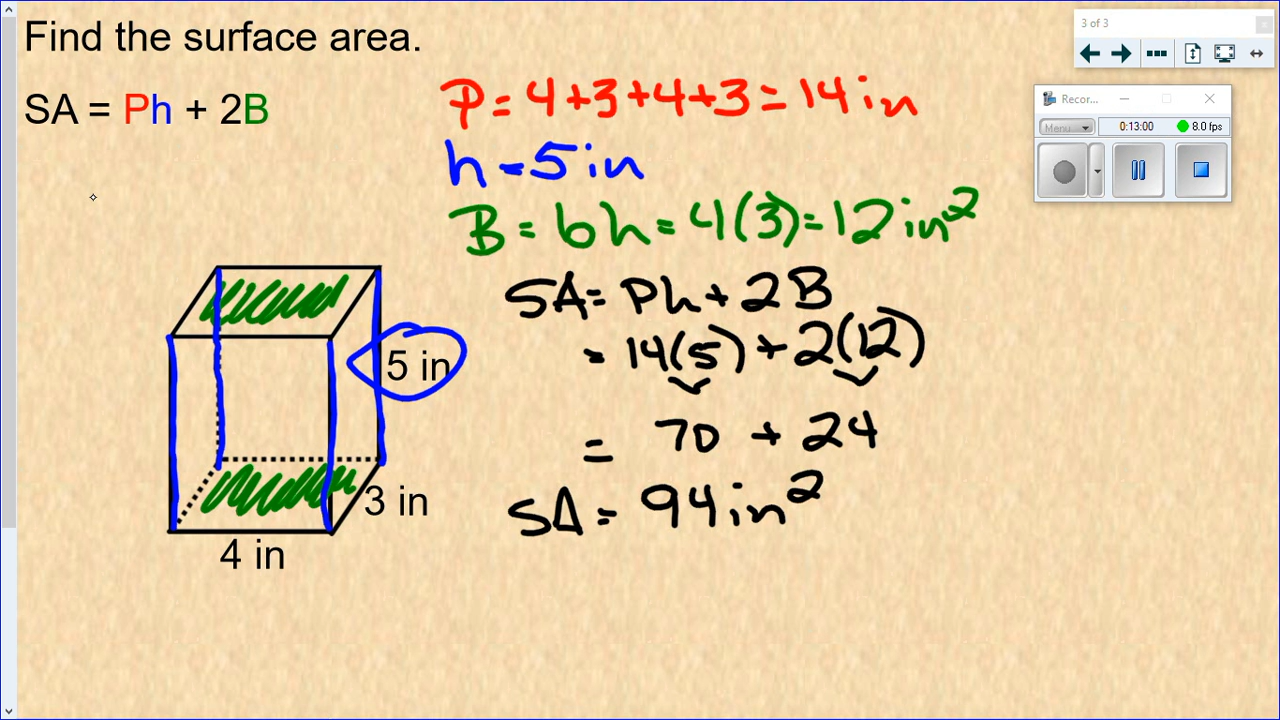 Find the surface area.
SA = Ph + 2B
P = 4+3+4+3 = 14 in
h = 5 in
B = bh = 4(3) = 12 in²
SA = Ph + 2B
= 14(5) + 2(12)
= 70 + 24
SA = 94 in²
5 in
3 in
4 in
3 of 3
Recor...
Menu
0:13:00
8.0 fps